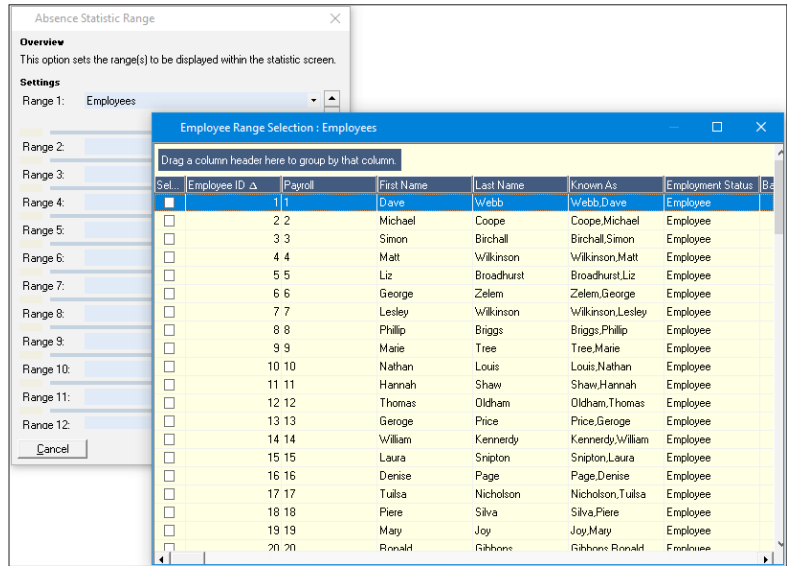 Absence Statistic Range
Overview
This option sets the range(s) to be displayed within the statistic screen.
Settings
Range 1: Employees
Range 2:
Range 3:
Range 4:
Range 5:
Range 6:
Range 7:
Range 8:
Range 9:
Range 10:
Range 11:
Range 12:
Cancel
Employee Range Selection : Employees
Drag a column header here to group by that column.
Sel... Employee ID Payroll First Name Last Name Known As Employment Status Ba
1 1 Dave Webb Webb,Dave Employee
2 2 Michael Coope Coope,Michael Employee
3 3 Simon Birchall Birchall,Simon Employee
4 4 Matt Wilkinson Wilkinson,Matt Employee
5 5 Liz Broadhurst Broadhurst,Liz Employee
6 6 George Zelem Zelem,George Employee
7 7 Lesley Wilkinson Wilkinson,Lesley Employee
8 8 Phillip Briggs Briggs,Phillip Employee
9 9 Marie Tree Tree,Marie Employee
10 10 Nathan Louis Louis,Nathan Employee
11 11 Hannah Shaw Shaw,Hannah Employee
12 12 Thomas Oldham Oldham,Thomas Employee
13 13 Geroge Price Price,Geroge Employee
14 14 William Kennerdy Kennerdy,William Employee
15 15 Laura Snipton Snipton,Laura Employee
16 16 Denise Page Page,Denise Employee
17 17 Tuilsa Nicholson Nicholson,Tuilsa Employee
18 18 Piere Silva Silva,Piere Employee
19 19 Mary Joy Joy,Mary Employee
20 20 Ronald Gibbons Gibbons,Ronald Employee